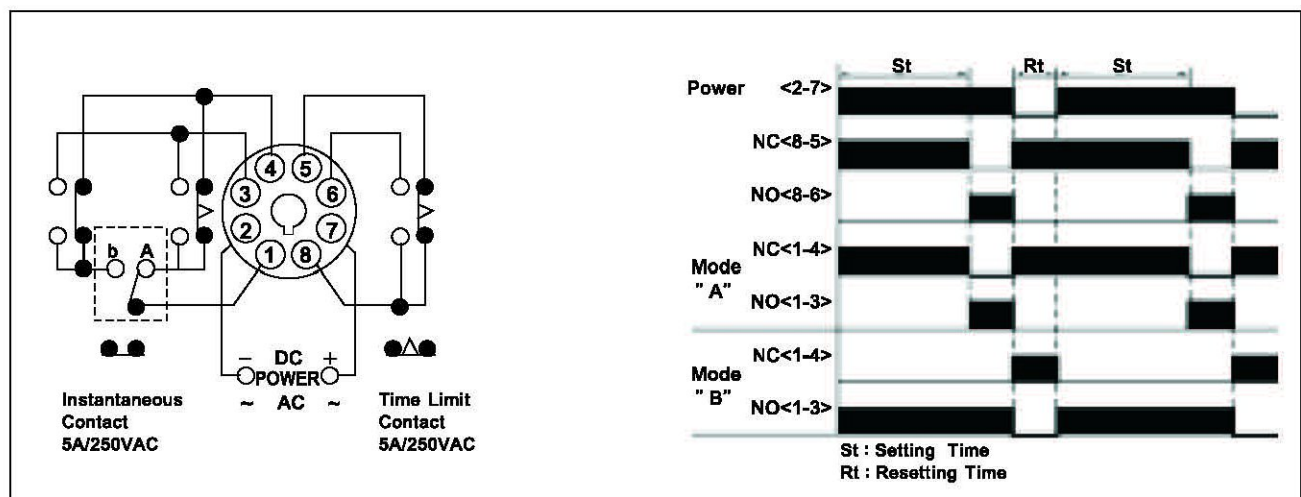 4 5
3 6
2 7
1 8
b A
− DC +
POWER
~ AC ~
Instantaneous
Contact
5A/250VAC
Time Limit
Contact
5A/250VAC
St Rt St
Power <2-7>
NC<8-5>
NO<8-6>
Mode
"A"
NC<1-4>
NO<1-3>
Mode
"B"
NC<1-4>
NO<1-3>
St : Setting Time
Rt : Resetting Time